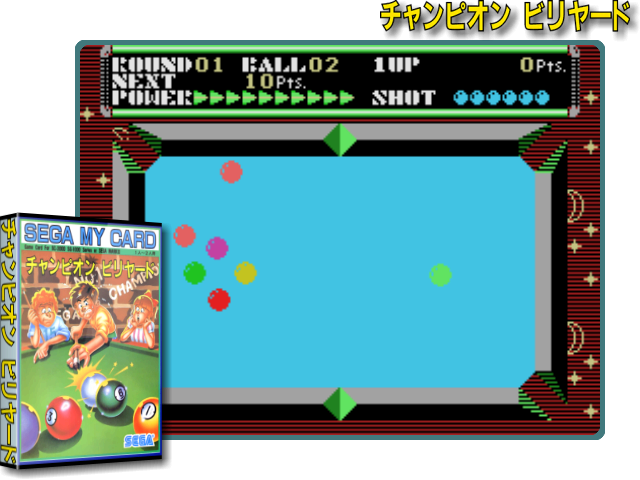 チャンピオン ビリヤード
ROUND01 BALL02 1UP 0Pts.
NEXT 10Pts.
POWER SHOT
SEGA MY CARD
チャンピオン ビリヤード
チャンピオン ビリヤード
SEGA